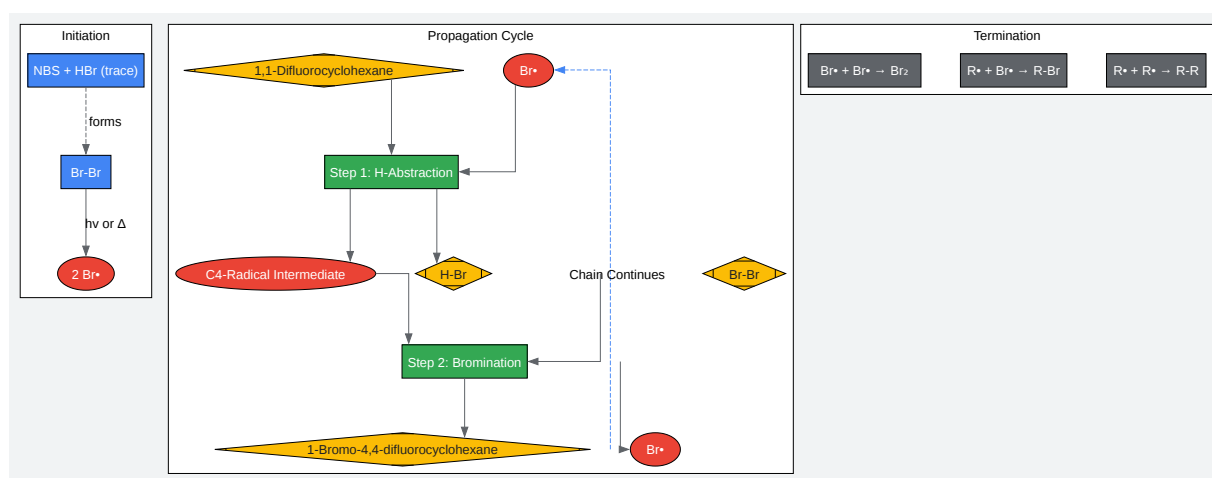 Initiation
NBS + HBr (trace)
forms
Br-Br
hν or Δ
2 Br•
Propagation Cycle
1,1-Difluorocyclohexane
Br•
Step 1: H-Abstraction
C4-Radical Intermediate
H-Br
Chain Continues
Br-Br
Step 2: Bromination
1-Bromo-4,4-difluorocyclohexane
Br•
Termination
Br• + Br• → Br₂
R• + Br• → R-Br
R• + R• → R-R